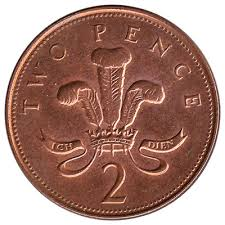 TWO PENCE
ICH DIEN
2